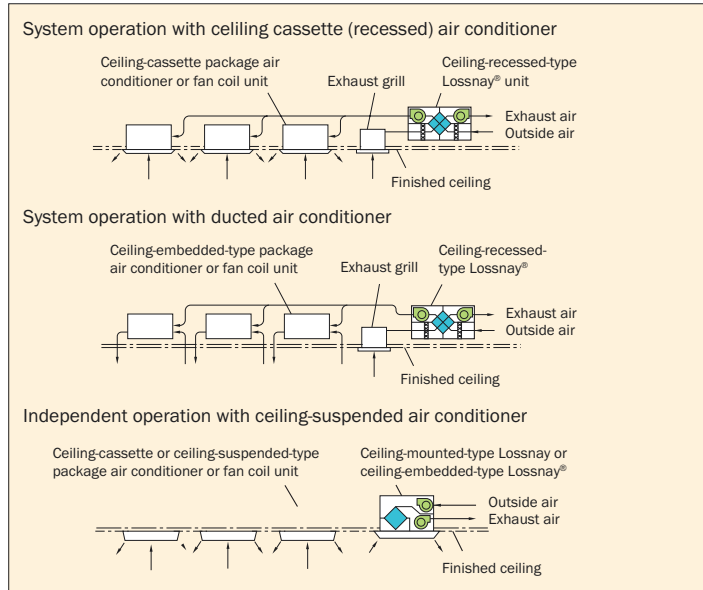 System operation with celiling cassette (recessed) air conditioner
Ceiling-cassette package air
conditioner or fan coil unit
Exhaust grill
Ceiling-recessed-type
Lossnay® unit
Exhaust air
Outside air
Finished ceiling
System operation with ducted air conditioner
Ceiling-embedded-type package
air conditioner or fan coil unit
Exhaust grill
Ceiling-recessed-
type Lossnay®
Exhaust air
Outside air
Finished ceiling
Independent operation with ceiling-suspended air conditioner
Ceiling-cassette or ceiling-suspended-type
package air conditioner or fan coil unit
Ceiling-mounted-type Lossnay or
ceiling-embedded-type Lossnay®
Outside air
Exhaust air
Finished ceiling